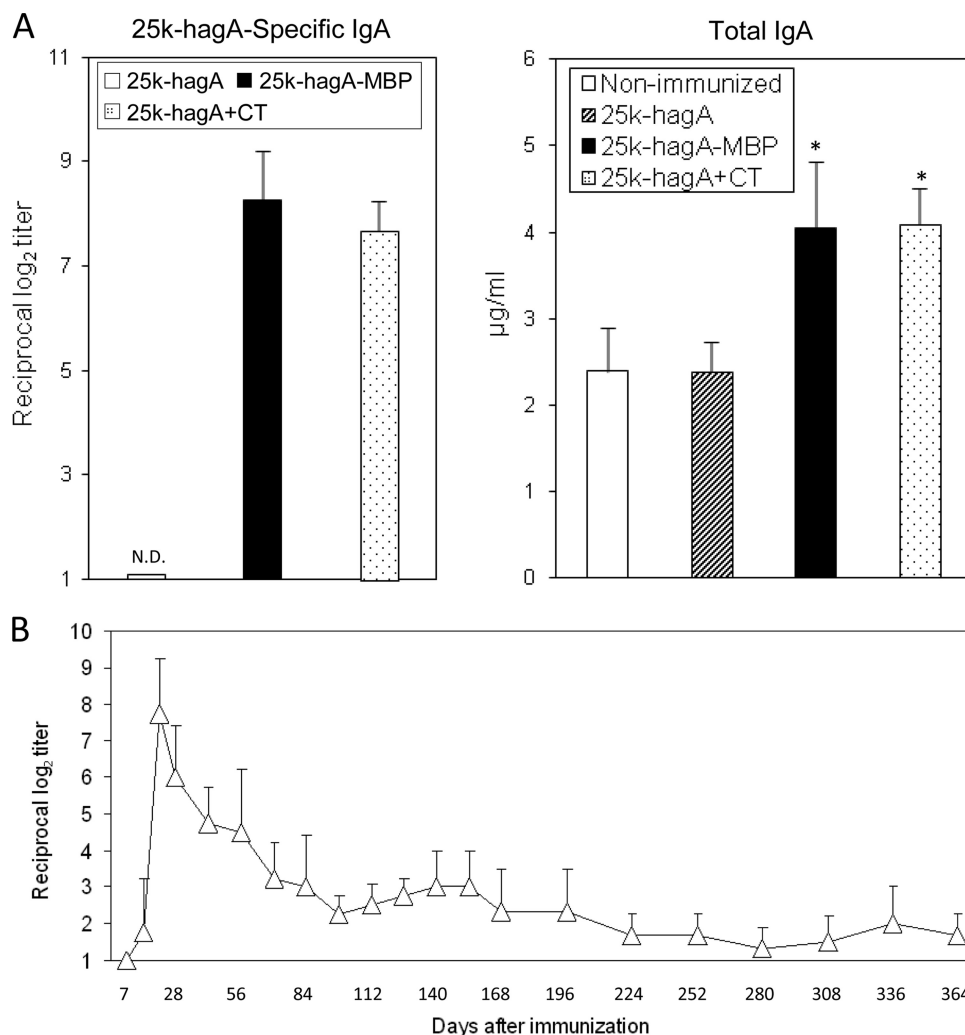 A
25k-hagA-Specific IgA
Reciprocal log2 titer
11
9
7
5
3
1
25k-hagA 25k-hagA-MBP
25k-hagA+CT
N.D.
Total IgA
µg/ml
6
5
4
3
2
1
0
Non-immunized
25k-hagA
25k-hagA-MBP
25k-hagA+CT
*
*
B
Reciprocal log2 titer
10
9
8
7
6
5
4
3
2
1
7 28 56 84 112 140 168 196 224 252 280 308 336 364
Days after immunization